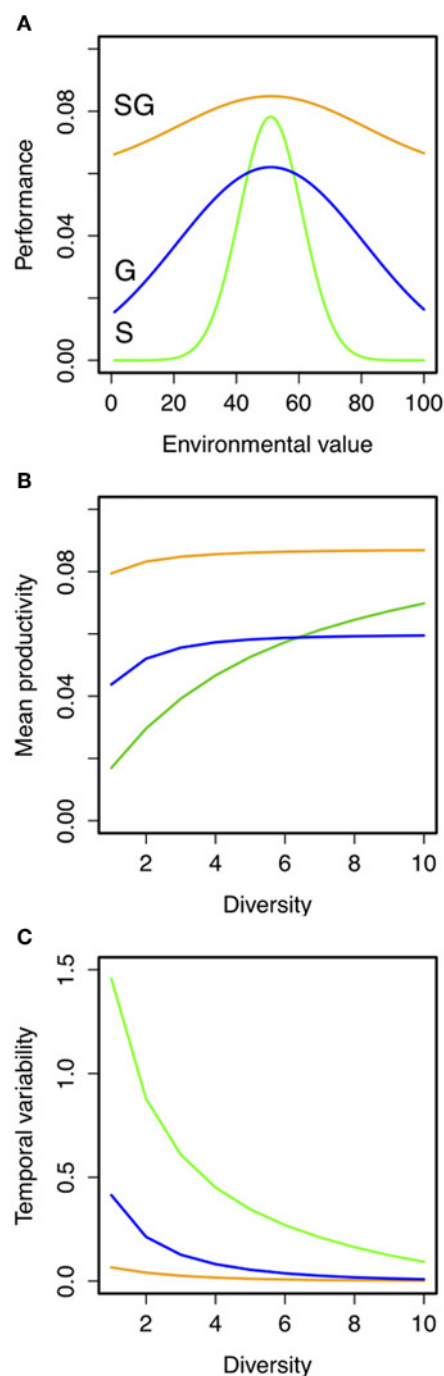 A
0.08
0.04
0.00
Performance
SG
G
S
0 20 40 60 80 100
Environmental value
B
0.08
0.04
0.00
Mean productivity
2 4 6 8 10
Diversity
C
1.5
1.0
0.5
0.0
Temporal variability
2 4 6 8 10
Diversity